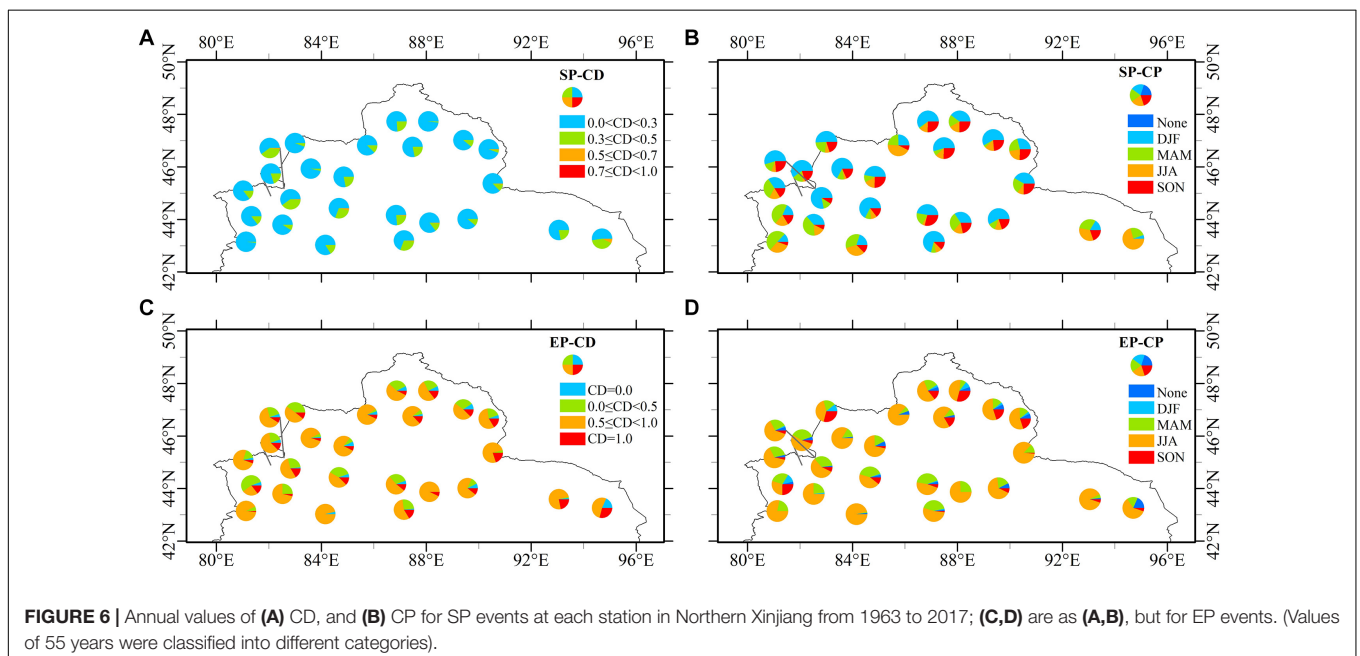 A
80°E 84°E 88°E 92°E 96°E
50°N
48°N
46°N
44°N
42°N
SP-CD
0.0<CD<0.3
0.3≤CD<0.5
0.5≤CD<0.7
0.7≤CD<1.0
B
80°E 84°E 88°E 92°E 96°E
50°N
48°N
46°N
44°N
42°N
SP-CP
None
DJF
MAM
JJA
SON
C
50°N
48°N
46°N
44°N
42°N
EP-CD
CD=0.0
0.0≤CD<0.5
0.5≤CD<1.0
CD=1.0
80°E 84°E 88°E 92°E 96°E
D
50°N
48°N
46°N
44°N
42°N
EP-CP
None
DJF
MAM
JJA
SON
80°E 84°E 88°E 92°E 96°E
FIGURE 6 | Annual values of (A) CD, and (B) CP for SP events at each station in Northern Xinjiang from 1963 to 2017; (C,D) are as (A,B), but for EP events. (Values
of 55 years were classified into different categories).